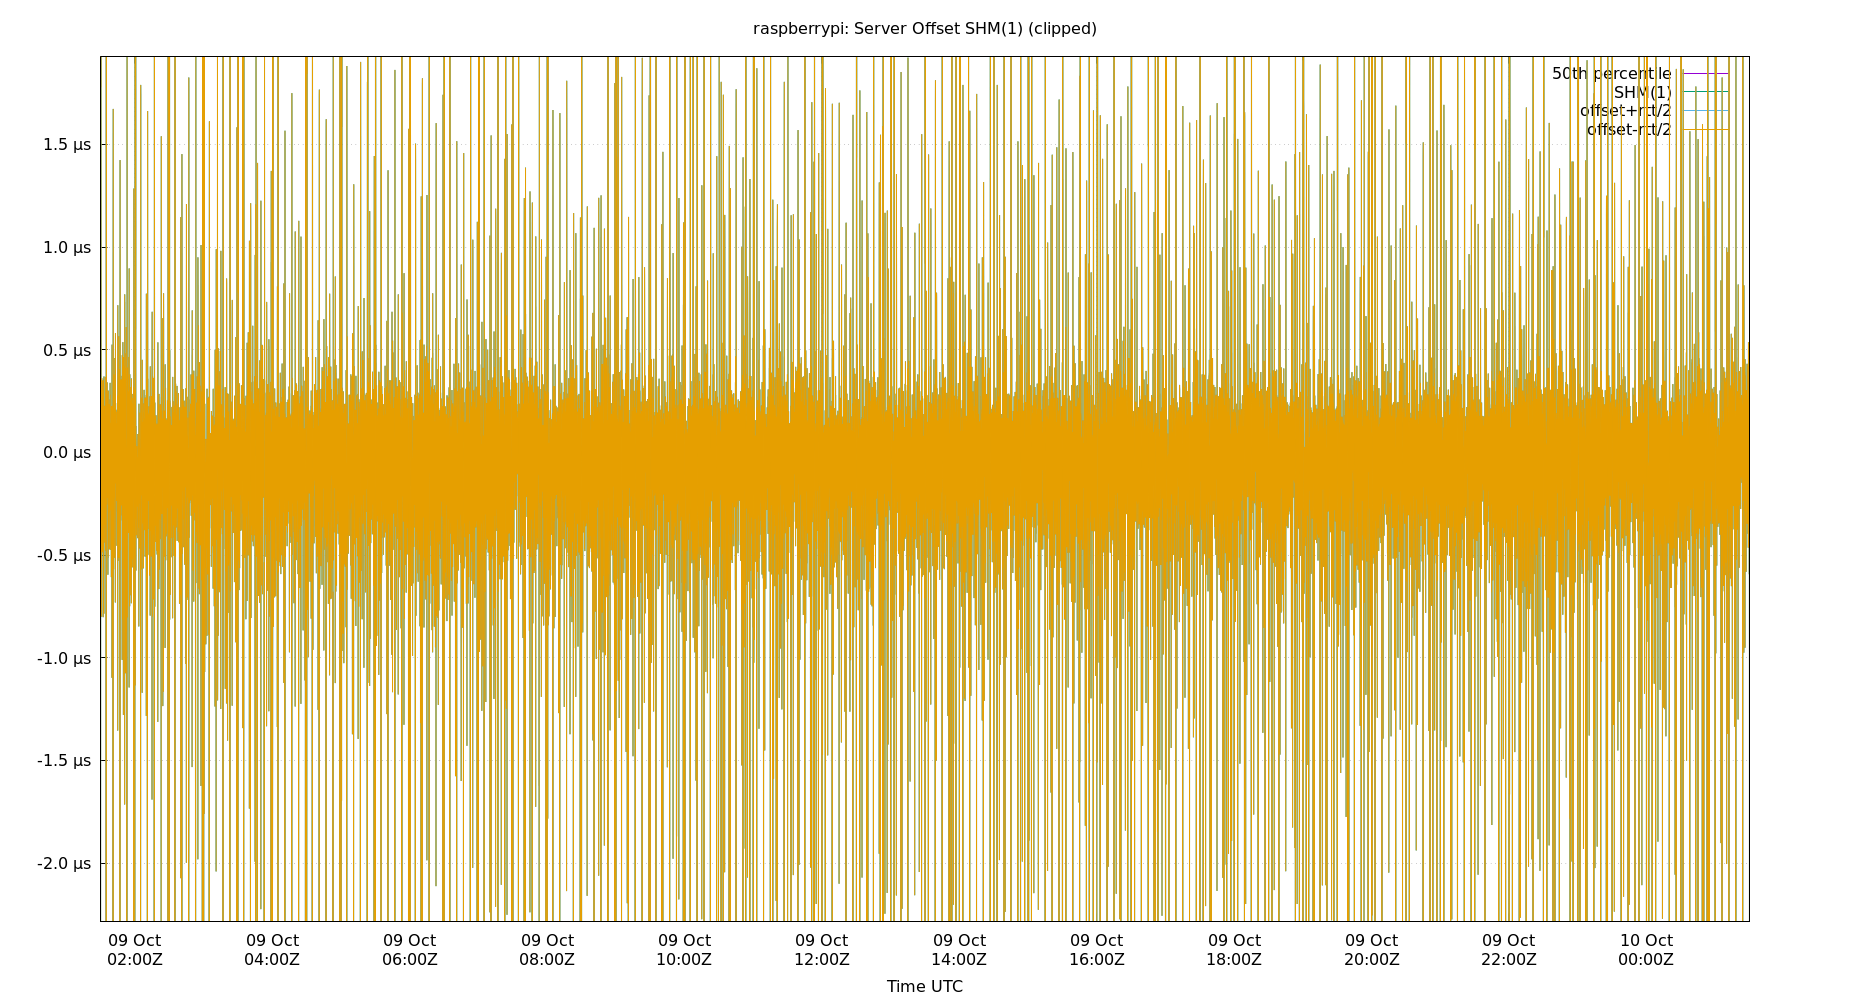 raspberrypi: Server Offset SHM(1) (clipped)
50th percentile
SHM(1)
offset+rtt/2
offset-rtt/2
1.5 µs
1.0 µs
0.5 µs
0.0 µs
-0.5 µs
-1.0 µs
-1.5 µs
-2.0 µs
09 Oct 09 Oct 09 Oct 09 Oct 09 Oct 09 Oct 09 Oct 09 Oct 09 Oct 09 Oct 09 Oct 10 Oct
02:00Z 04:00Z 06:00Z 08:00Z 10:00Z 12:00Z 14:00Z 16:00Z 18:00Z 20:00Z 22:00Z 00:00Z
Time UTC